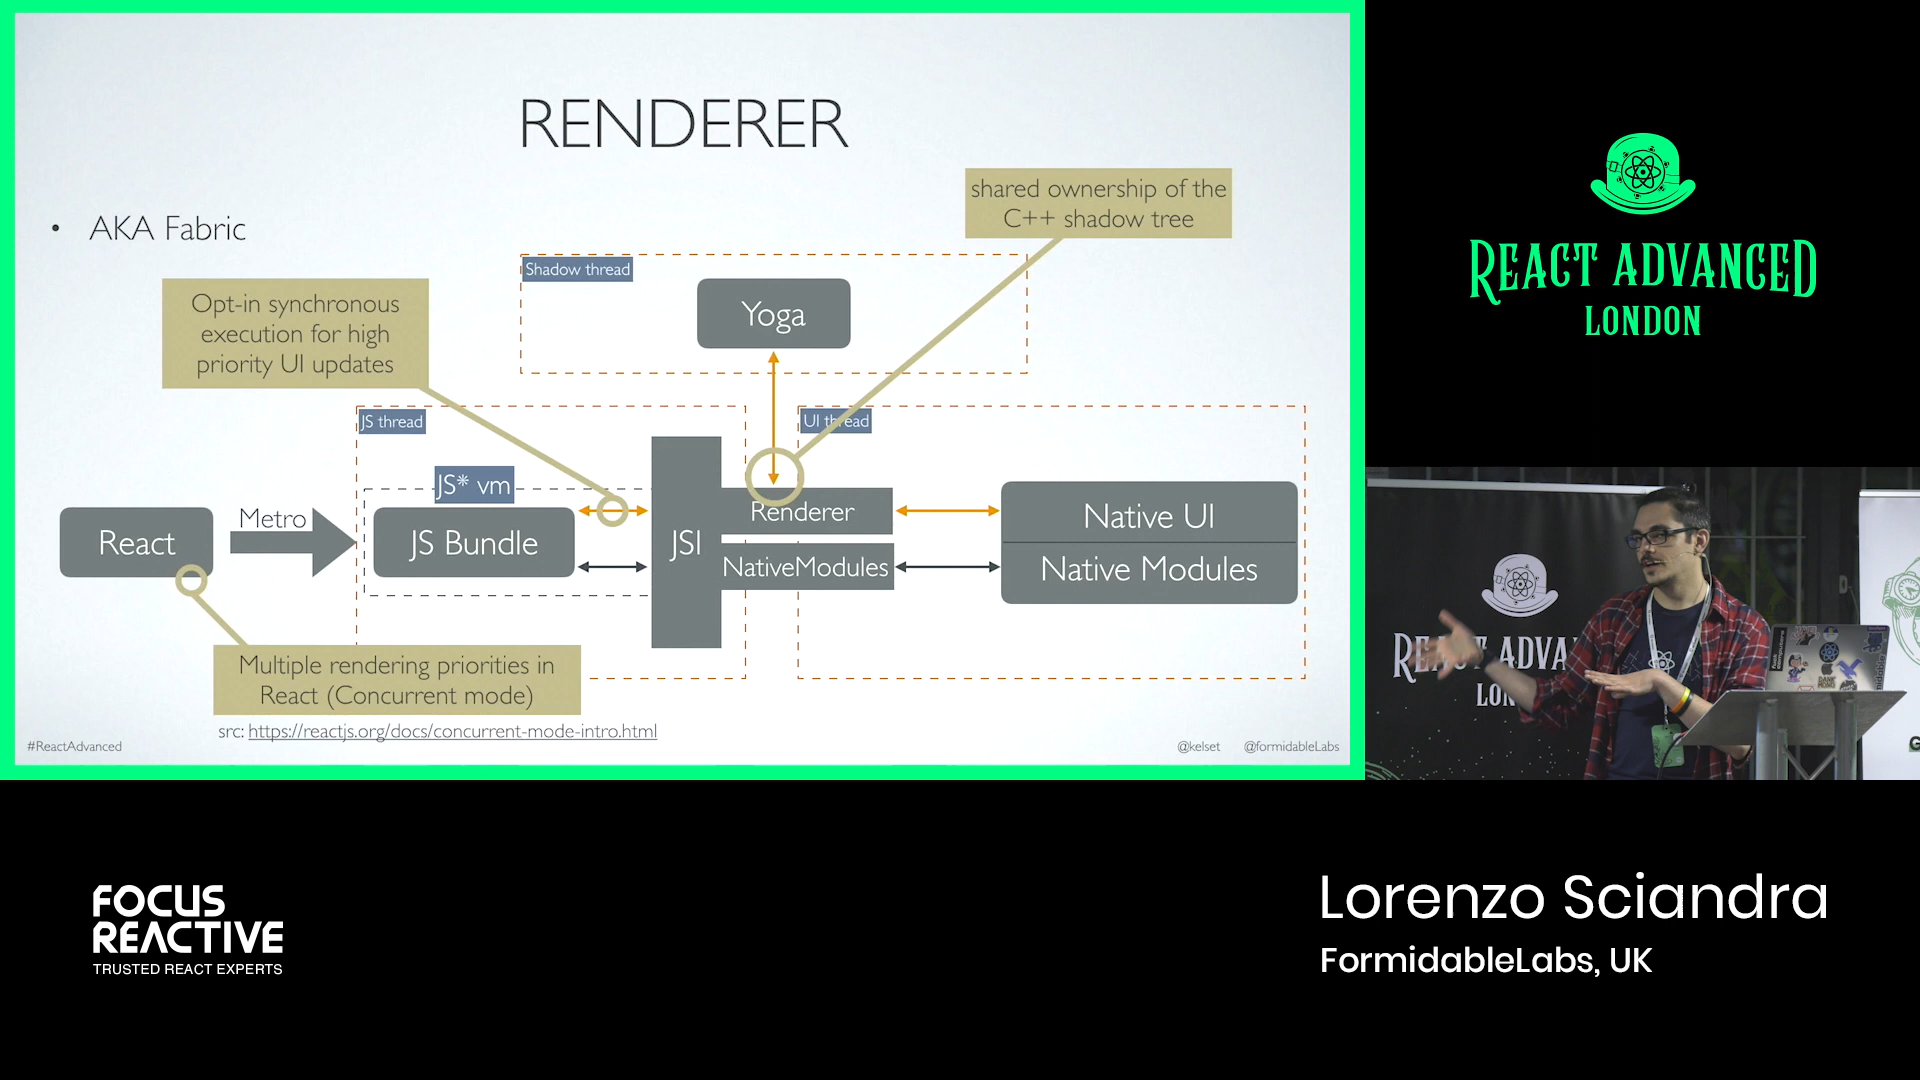 RENDERER
• AKA Fabric
shared ownership of the
C++ shadow tree
Opt-in synchronous
execution for high
priority UI updates
Shadow thread
Yoga
JS thread
UI thread
JS* vm
React
Metro
JS Bundle
JSI
Renderer
NativeModules
Native UI
Native Modules
Multiple rendering priorities in
React (Concurrent mode)
src: https://reactjs.org/docs/concurrent-mode-intro.html
#ReactAdvanced
@kelset
@formidableLabs
REACT ADVANCED
LONDON
REACT ADVA
LON
FOCUS
REACTIVE
TRUSTED REACT EXPERTS
Lorenzo Sciandra
FormidableLabs, UK